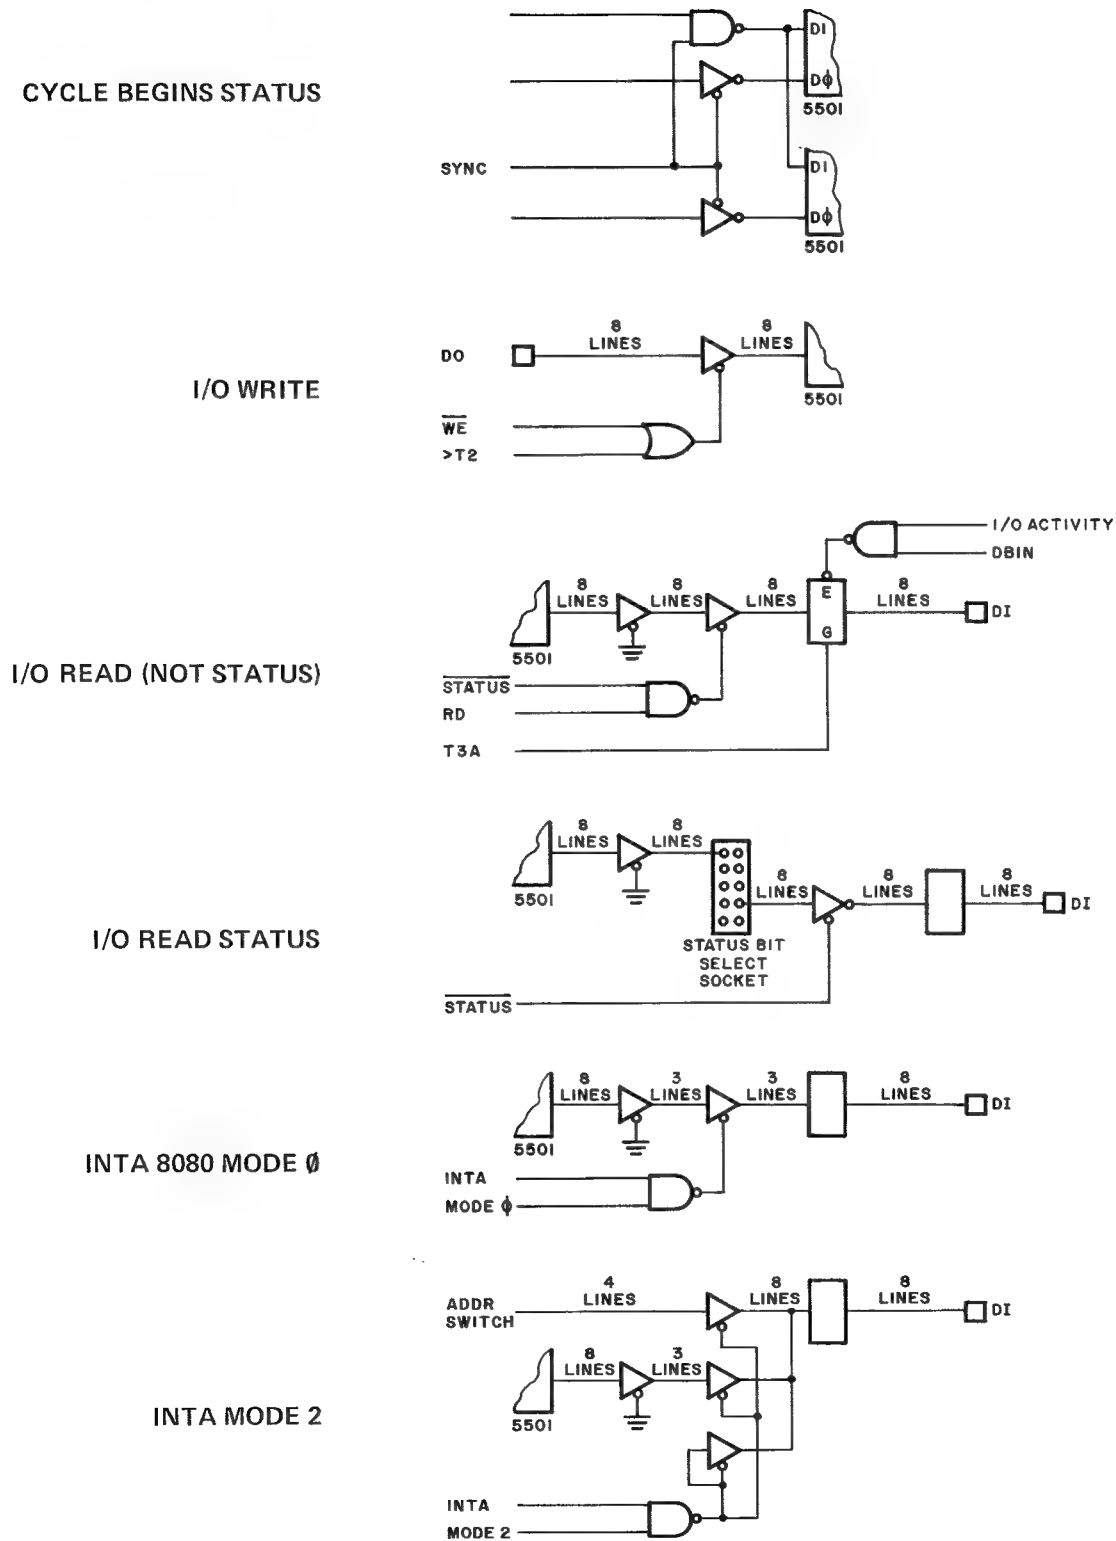 CYCLE BEGINS STATUS
DI
Dϕ
5501
SYNC
DI
Dϕ
5501
I/O WRITE
DO
8
LINES
8
LINES
5501
W̅E̅
>T2
I/O READ (NOT STATUS)
I/O ACTIVITY
DBIN
8
LINES
8
LINES
8
LINES
E
G
8
LINES
DI
5501
S̅T̅A̅T̅U̅S̅
RD
T3A
I/O READ STATUS
8
LINES
8
LINES
5501
8
LINES
8
LINES
8
LINES
DI
STATUS BIT
SELECT
SOCKET
S̅T̅A̅T̅U̅S̅
INTA 8080 MODE Ø
8
LINES
3
LINES
3
LINES
8
LINES
DI
5501
INTA
MODE ϕ
INTA MODE 2
ADDR
SWITCH
4
LINES
8
LINES
8
LINES
DI
8
LINES
3
LINES
5501
INTA
MODE 2